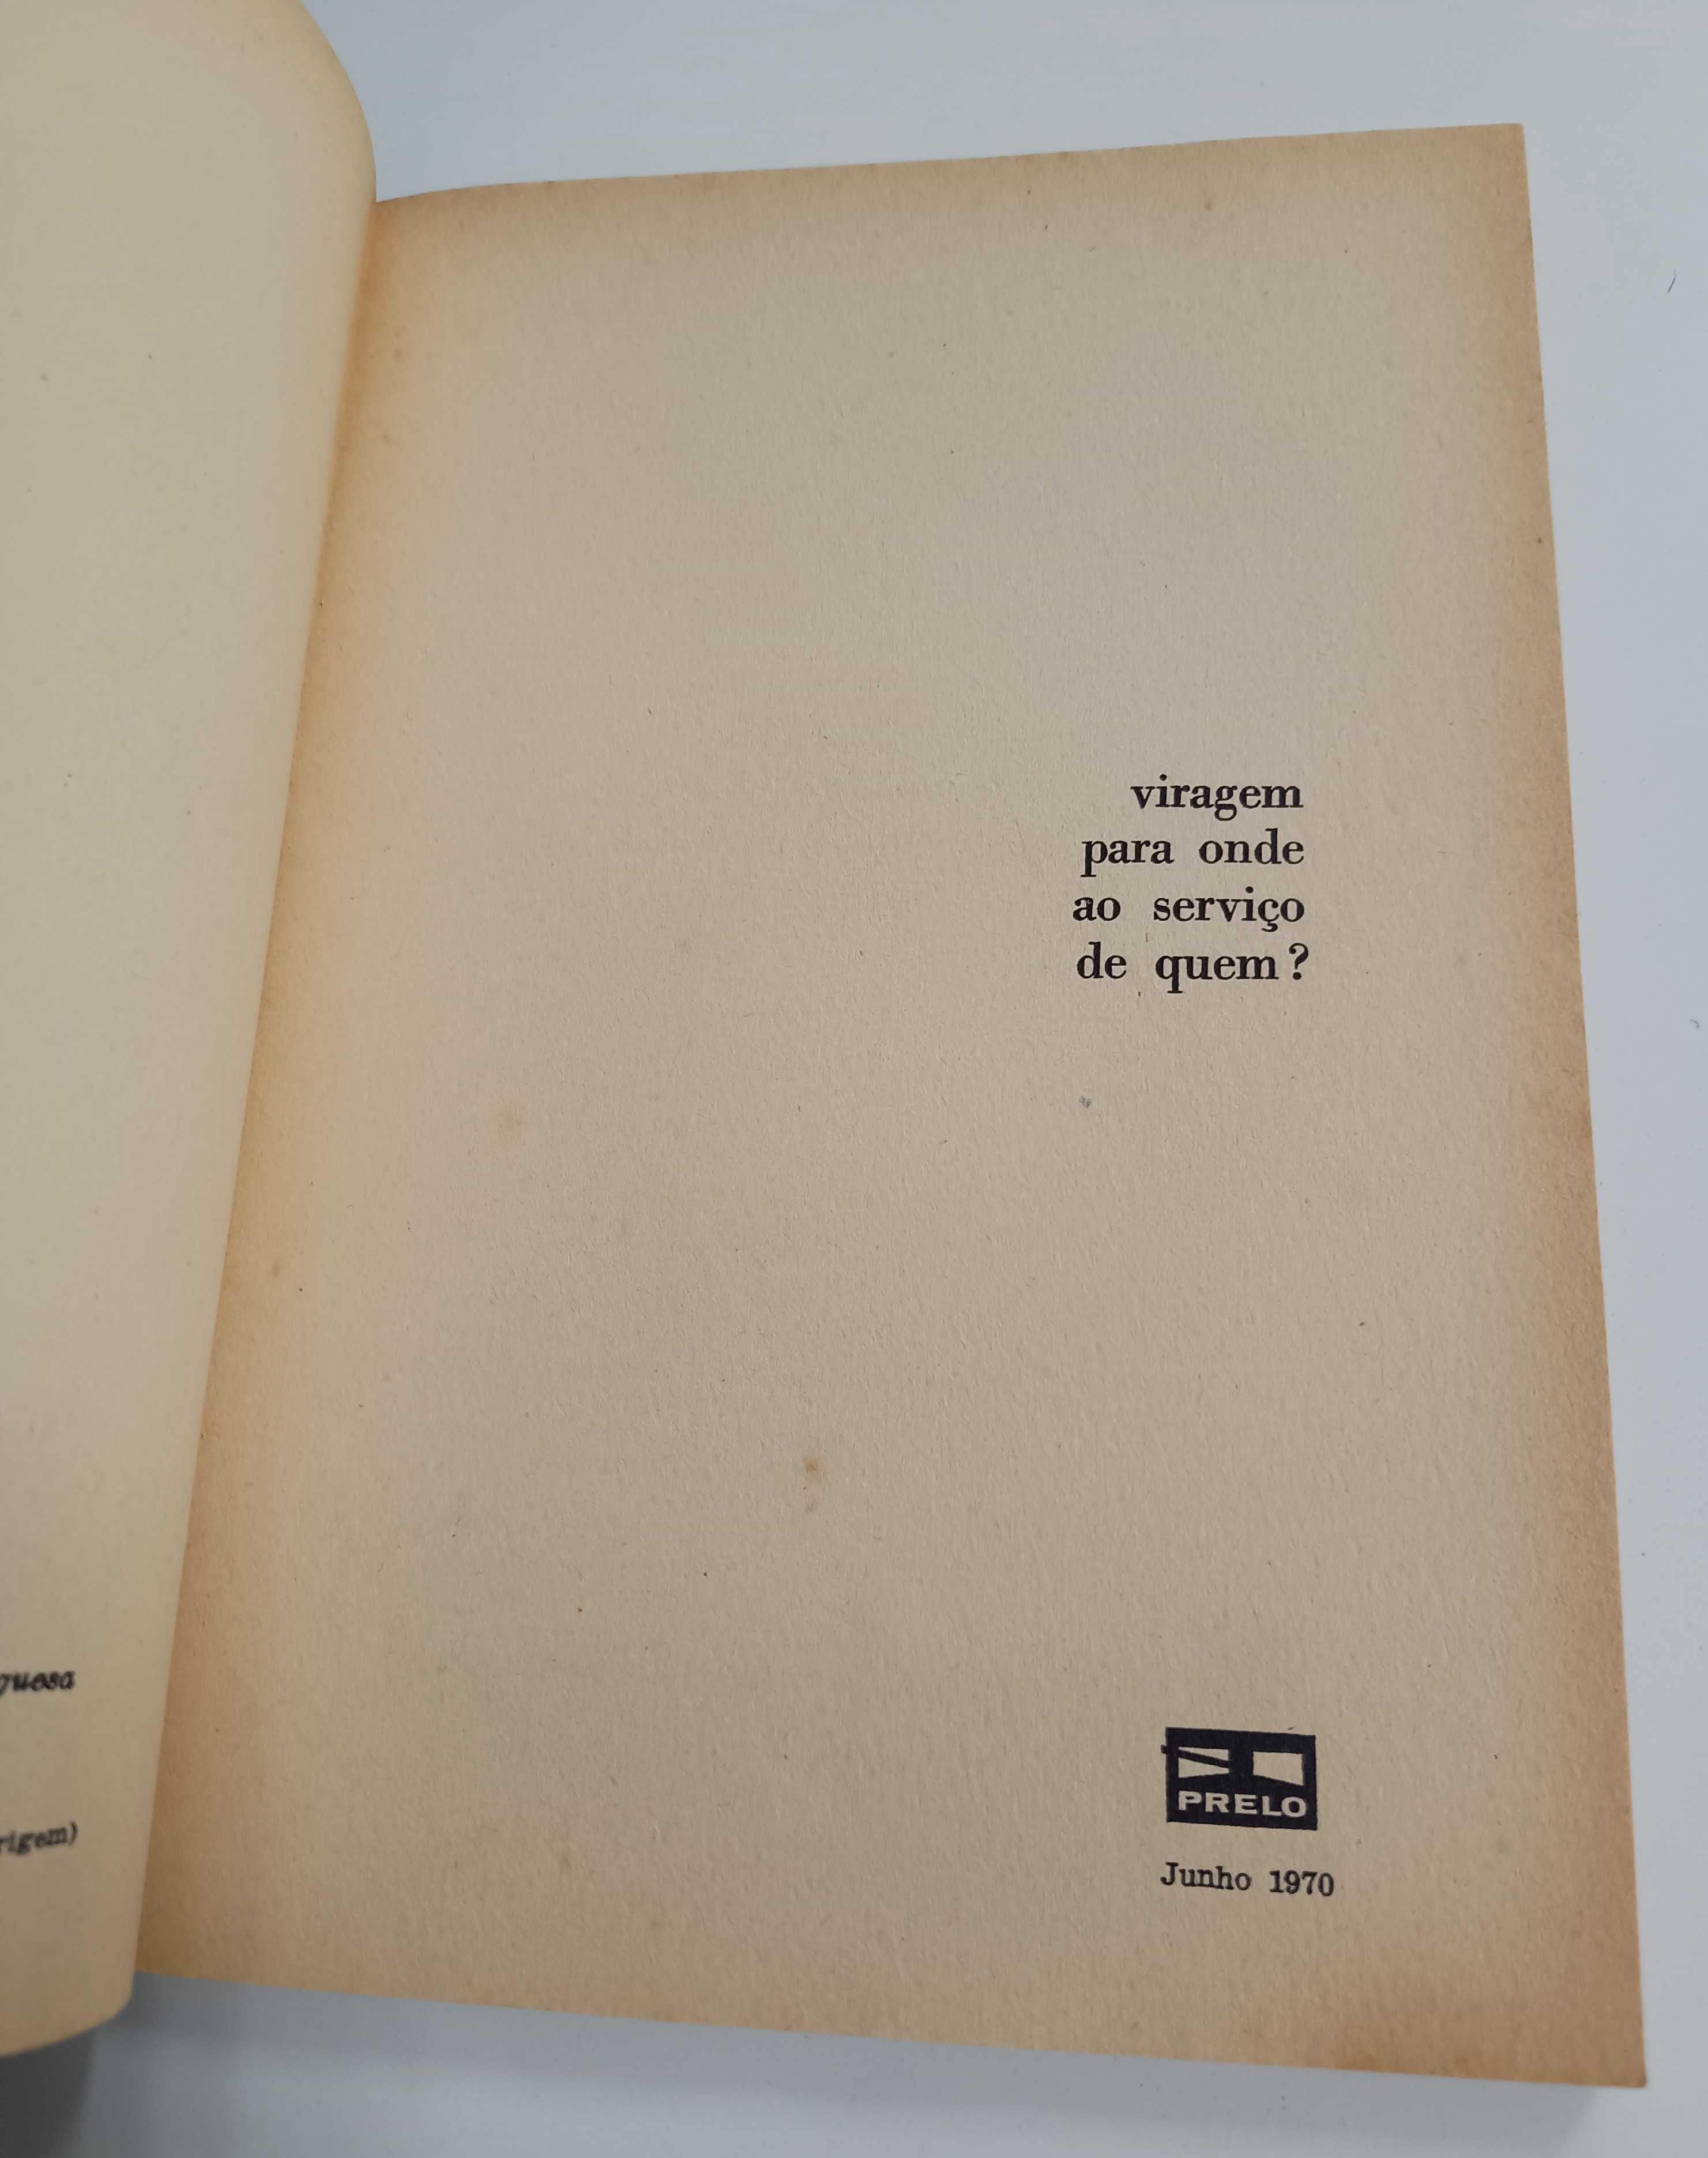 viragem
para onde
ao serviço
de quem?
PRELO
Junho 1970